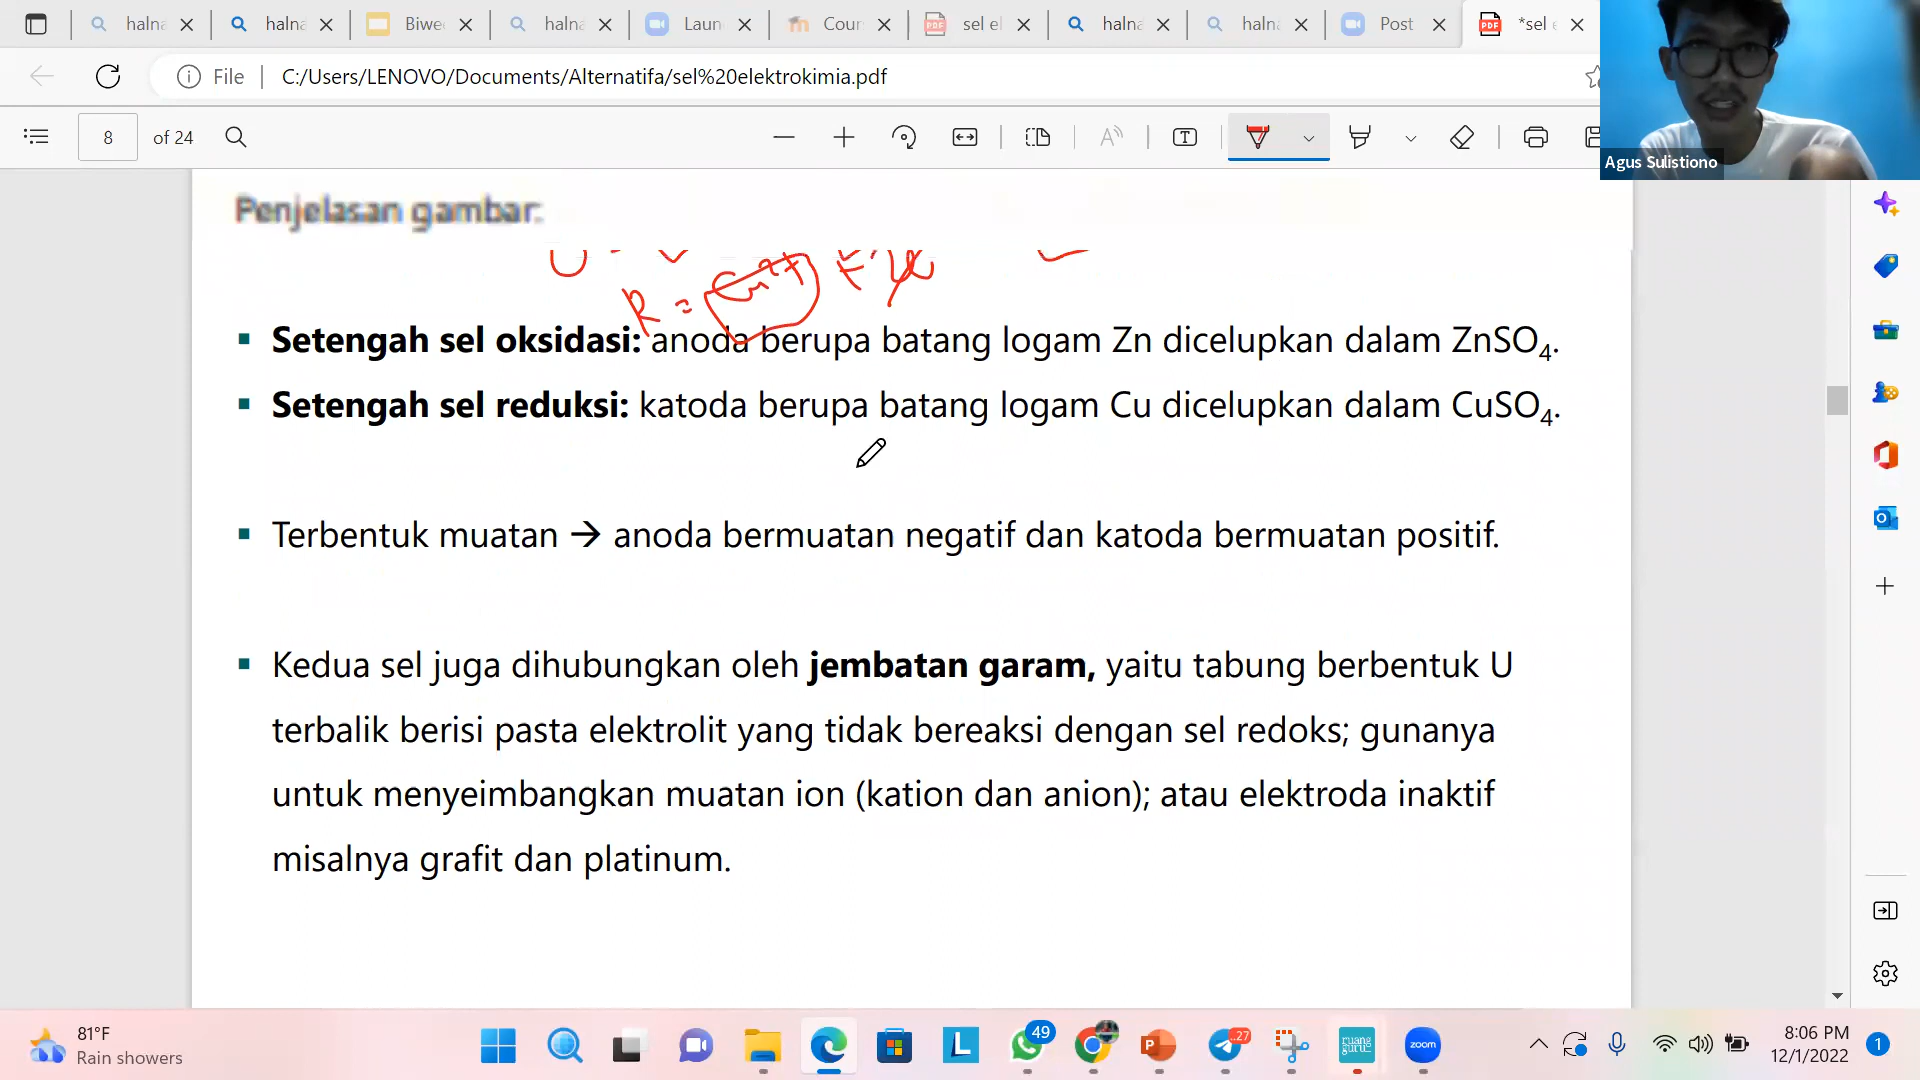 halna
halna
Biwe
halna
Laun
Cour
sel el
halna
halna
Post
*sel e
File
C:/Users/LENOVO/Documents/Alternatifa/sel%20elektrokimia.pdf
8 of 24
Agus Sulistiono
Penjelasan gambar:
R = Cu²⁺
Setengah sel oksidasi: anoda berupa batang logam Zn dicelupkan dalam ZnSO₄.
Setengah sel reduksi: katoda berupa batang logam Cu dicelupkan dalam CuSO₄.
Terbentuk muatan → anoda bermuatan negatif dan katoda bermuatan positif.
Kedua sel juga dihubungkan oleh jembatan garam, yaitu tabung berbentuk U
terbalik berisi pasta elektrolit yang tidak bereaksi dengan sel redoks; gunanya
untuk menyeimbangkan muatan ion (kation dan anion); atau elektroda inaktif
misalnya grafit dan platinum.
81°F
Rain showers
49
27
ruang
guru
zoom
8:06 PM
12/1/2022
1